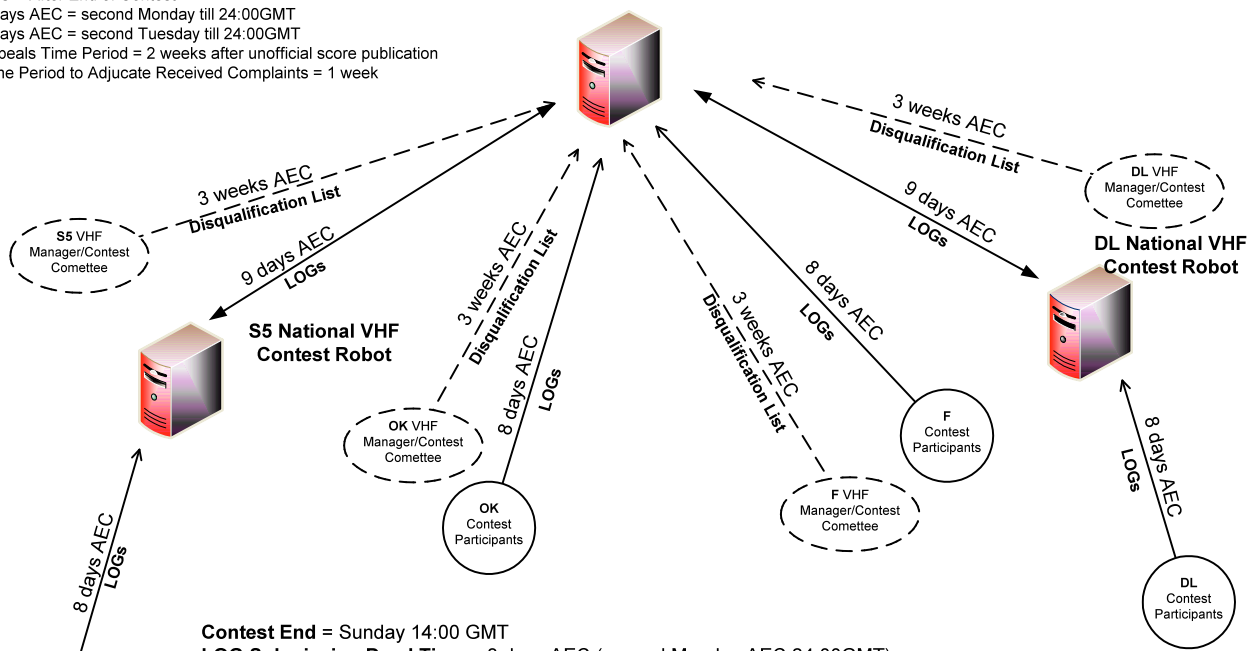 ays AEC = second Monday till 24:00GMT
ays AEC = second Tuesday till 24:00GMT
peals Time Period = 2 weeks after unofficial score publication
ne Period to Adjucate Received Complaints = 1 week
3 weeks AEC
Disqualification List
S5 VHF
Manager/Contest
Comettee
9 days AEC
LOGs
S5 National VHF
Contest Robot
8 days AEC
LOGs
3 weeks AEC
Disqualification List
OK VHF
Manager/Contest
Comettee
8 days AEC
LOGs
OK
Contest
Participants
3 weeks AEC
Disqualification List
F VHF
Manager/Contest
Comettee
8 days AEC
LOGs
F
Contest
Participants
3 weeks AEC
Disqualification List
DL VHF
Manager/Contest
Comettee
9 days AEC
LOGs
DL National VHF
Contest Robot
8 days AEC
LOGs
DL
Contest
Participants
Contest End = Sunday 14:00 GMT